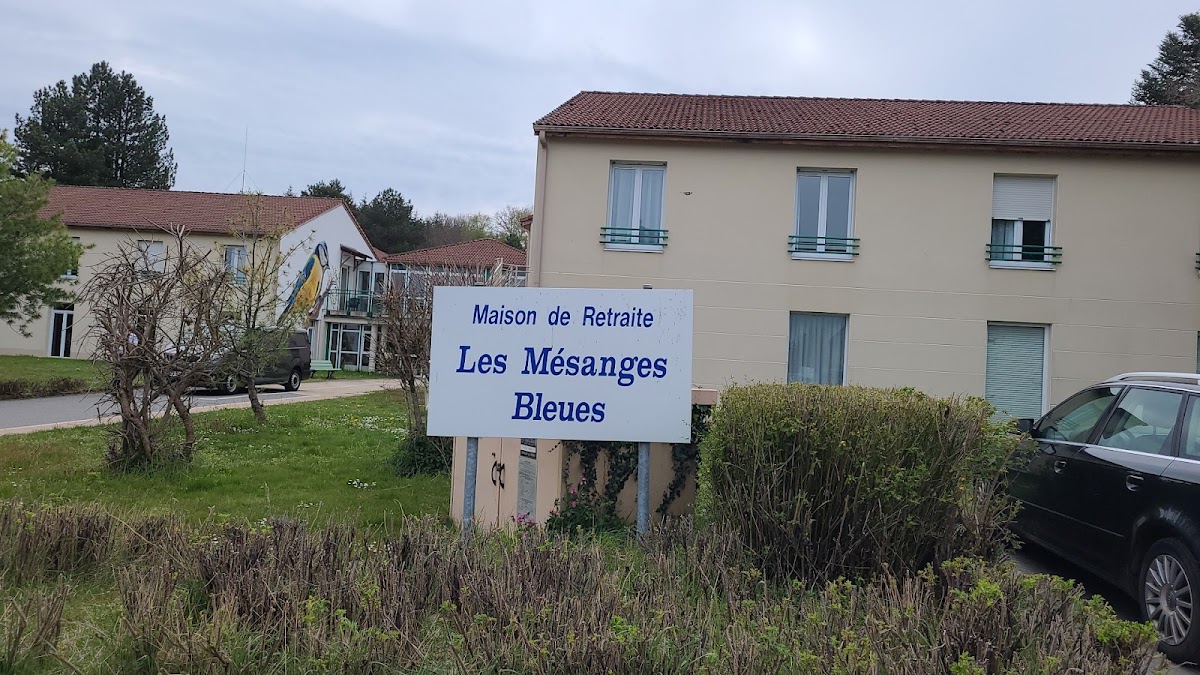 Maison de Retraite
Les Mésanges
Bleues